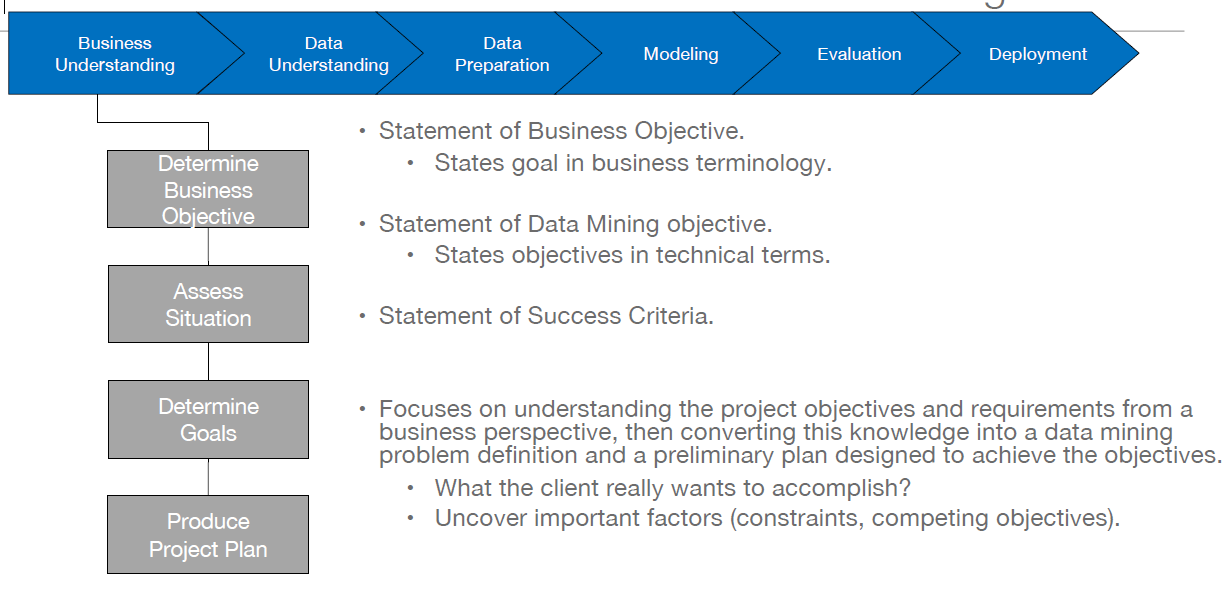 Business
Understanding
Data
Understanding
Data
Preparation
Modeling
Evaluation
Deployment
Determine
Business
Objective
Assess
Situation
Determine
Goals
Produce
Project Plan
• Statement of Business Objective.
• States goal in business terminology.
• Statement of Data Mining objective.
• States objectives in technical terms.
• Statement of Success Criteria.
• Focuses on understanding the project objectives and requirements from a
business perspective, then converting this knowledge into a data mining
problem definition and a preliminary plan designed to achieve the objectives.
• What the client really wants to accomplish?
• Uncover important factors (constraints, competing objectives).